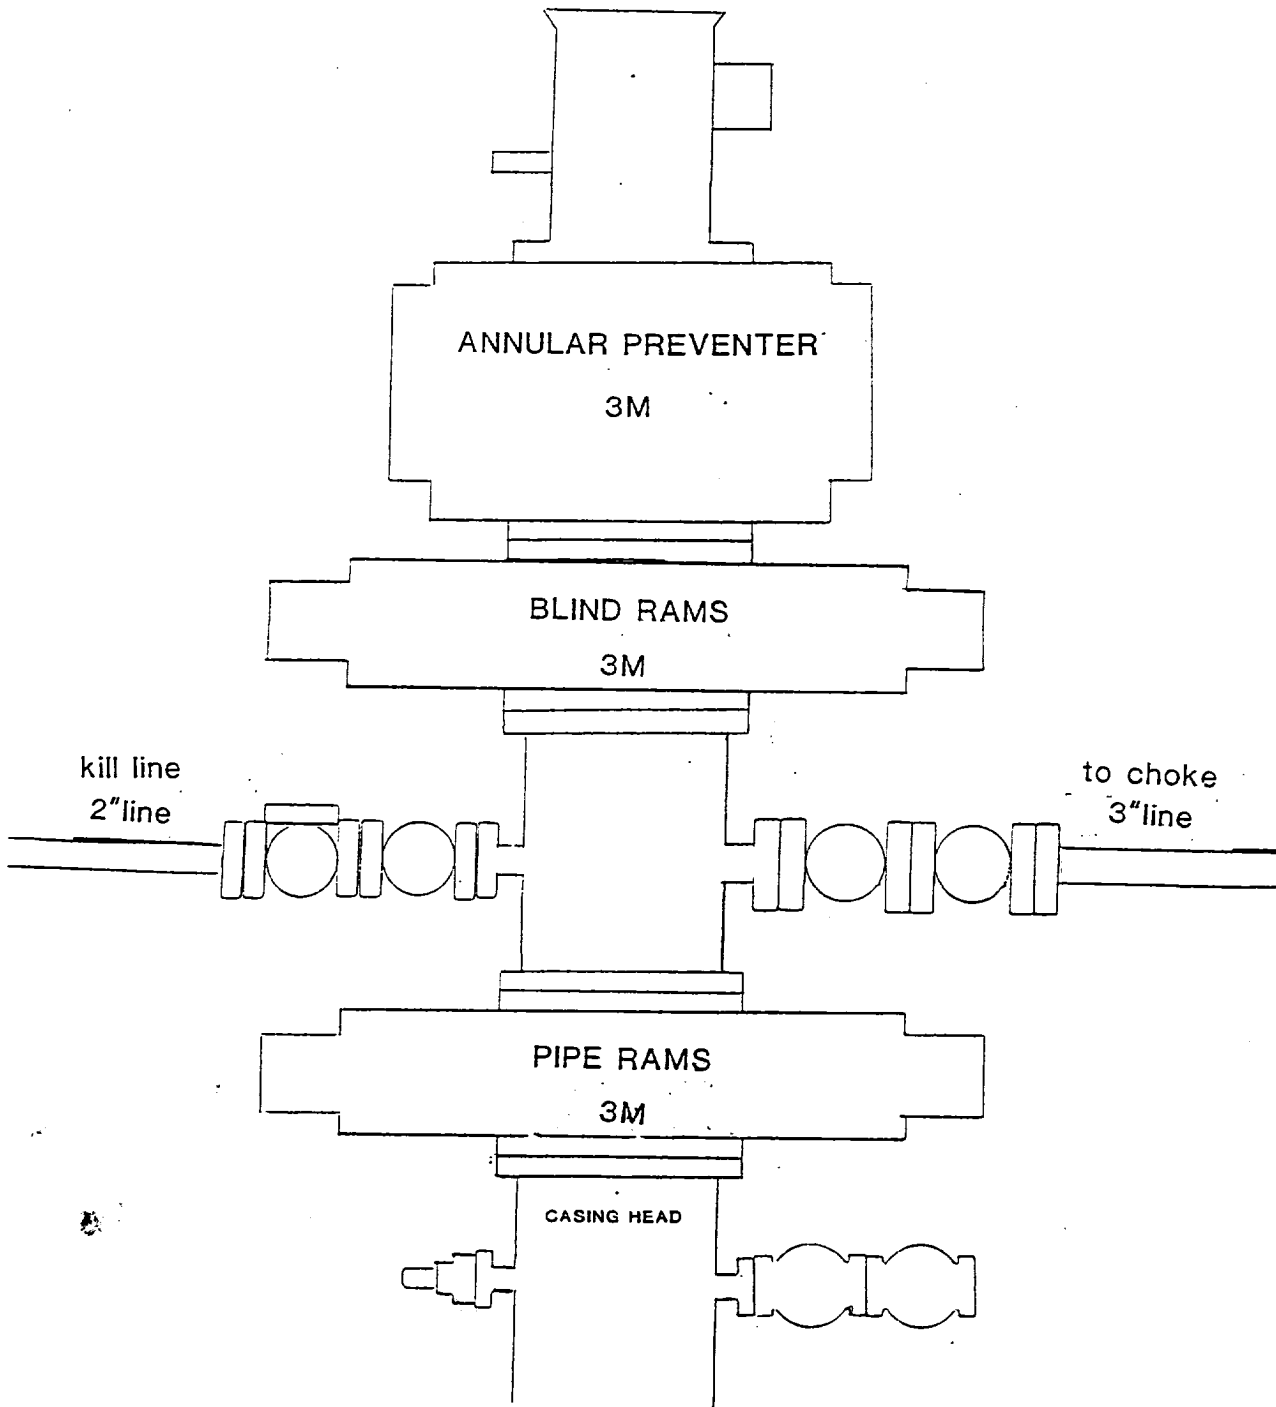 ANNULAR PREVENTER
3M
BLIND RAMS
3M
kill line
2"line
to choke
3"line
PIPE RAMS
3M
CASING HEAD